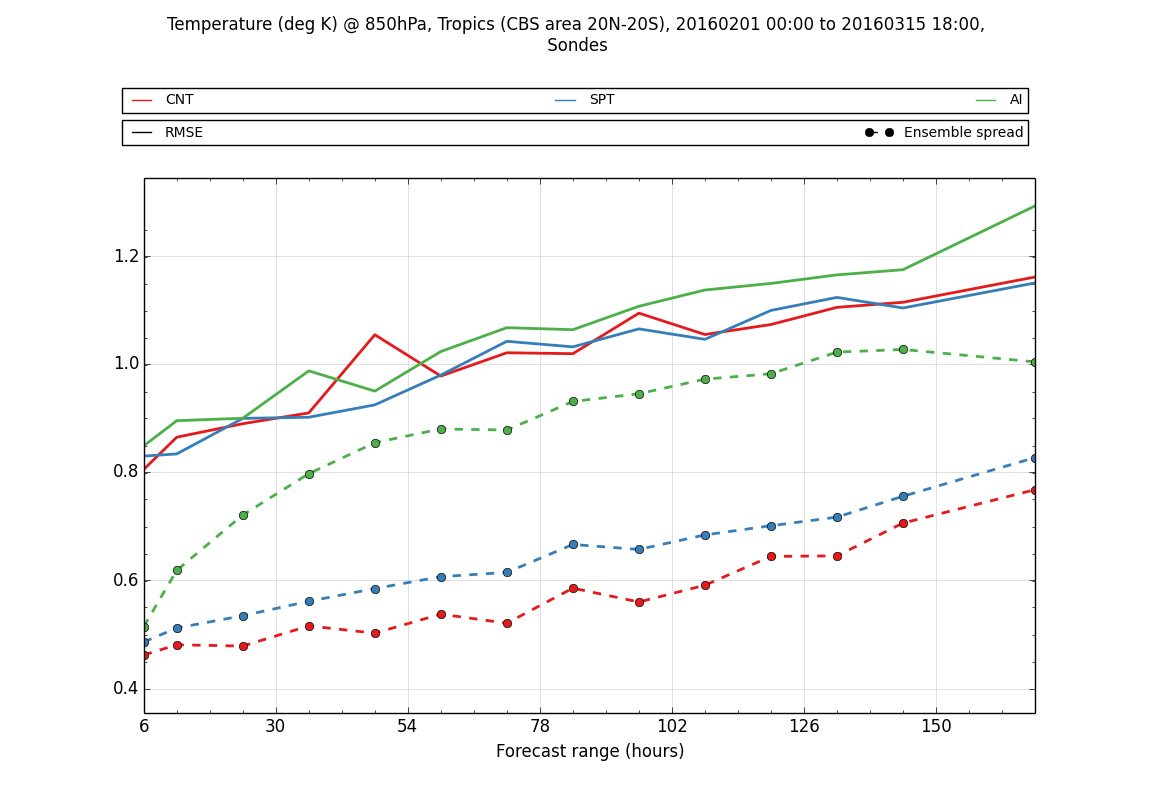 Temperature (deg K) @ 850hPa, Tropics (CBS area 20N-20S), 20160201 00:00 to 20160315 18:00,
Sondes
CNT SPT AI
RMSE Ensemble spread
1.2
1.0
0.8
0.6
0.4
6 30 54 78 102 126 150
Forecast range (hours)